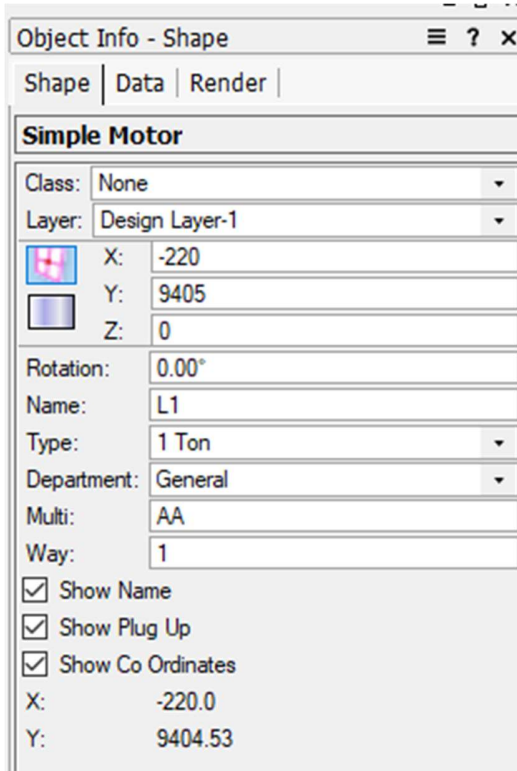 Object Info - Shape ≡ ? ×
Shape | Data | Render |
Simple Motor
Class: None
Layer: Design Layer-1
X: -220
Y: 9405
Z: 0
Rotation: 0.00°
Name: L1
Type: 1 Ton
Department: General
Multi: AA
Way: 1
Show Name
Show Plug Up
Show Co Ordinates
X: -220.0
Y: 9404.53